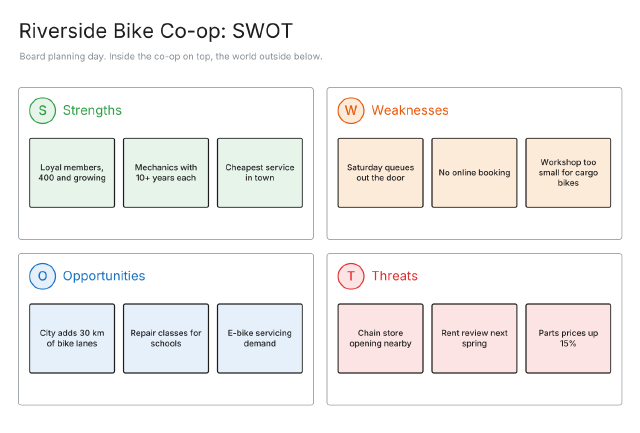 Riverside Bike Co-op: SWOT
Board planning day. Inside the co-op on top, the world outside below.
S Strengths
Loyal members,
400 and growing
Mechanics with
10+ years each
Cheapest service
in town
W Weaknesses
Saturday queues
out the door
No online booking
Workshop too
small for cargo
bikes
O Opportunities
City adds 30 km
of bike lanes
Repair classes for
schools
E-bike servicing
demand
T Threats
Chain store
opening nearby
Rent review next
spring
Parts prices up
15%